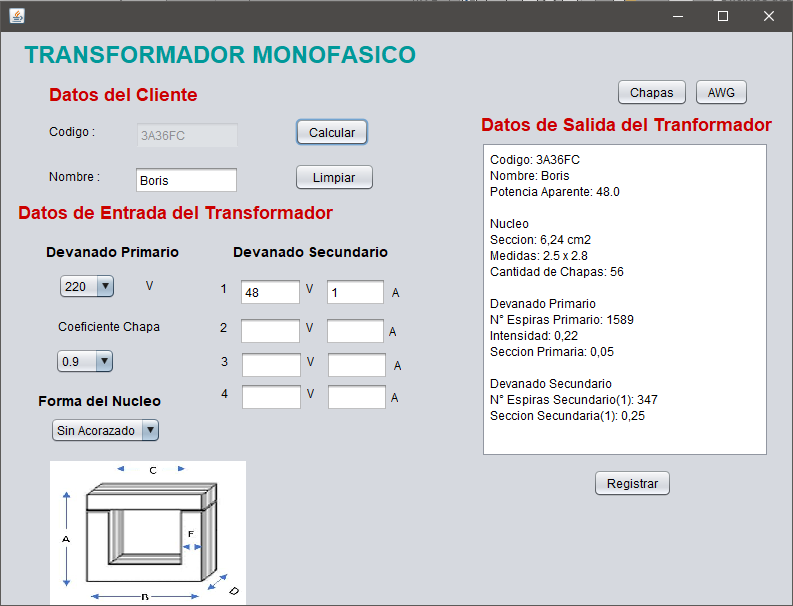 TRANSFORMADOR MONOFASICO
Datos del Cliente
Codigo :
3A36FC
Calcular
Nombre :
Boris
Limpiar
Datos de Entrada del Transformador
Devanado Primario
Devanado Secundario
220
V
1
48
V
1
A
Coeficiente Chapa
2
V
A
0.9
3
V
A
Forma del Nucleo
4
V
A
Sin Acorazado
C
A
F
B
D
Chapas
AWG
Datos de Salida del Tranformador
Codigo: 3A36FC
Nombre: Boris
Potencia Aparente: 48.0
Nucleo
Seccion: 6,24 cm2
Medidas: 2.5 x 2.8
Cantidad de Chapas: 56
Devanado Primario
N° Espiras Primario: 1589
Intensidad: 0,22
Seccion Primaria: 0,05
Devanado Secundario
N° Espiras Secundario(1): 347
Seccion Secundaria(1): 0,25
Registrar